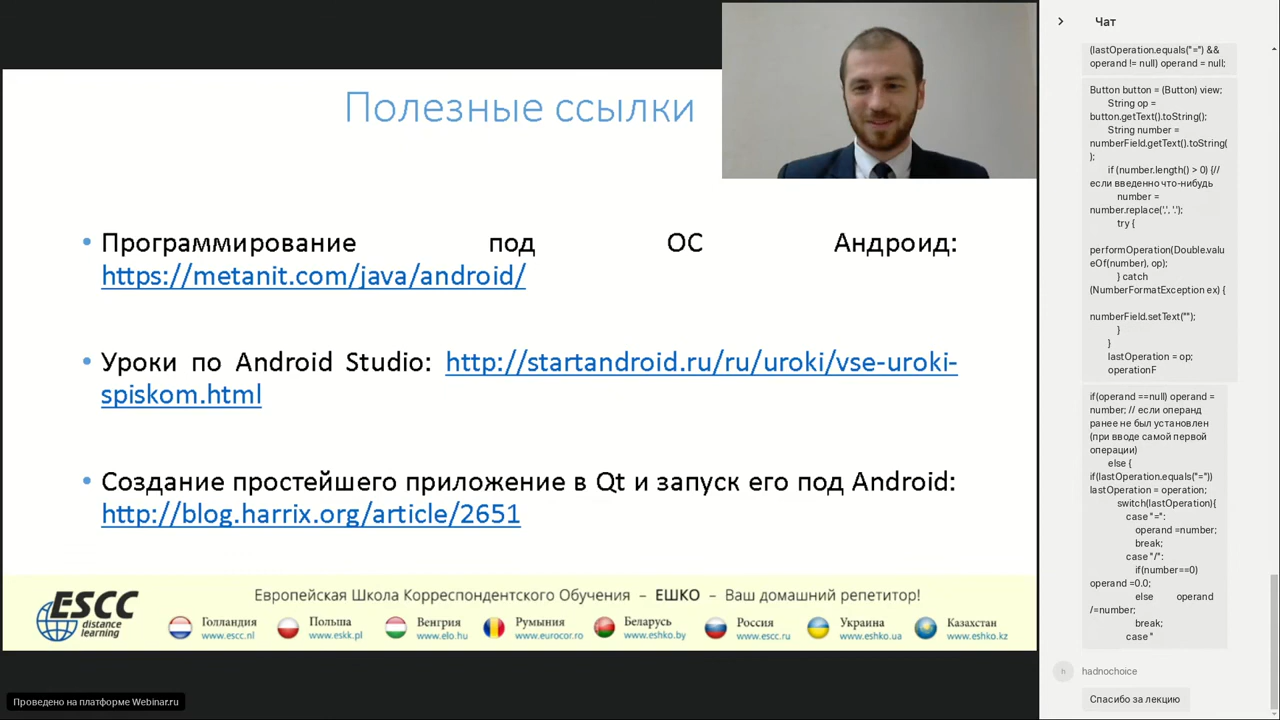 Полезные ссылки
• Программирование под ОС Андроид:
https://metanit.com/java/android/
• Уроки по Android Studio: http://startandroid.ru/ru/uroki/vse-uroki-
spiskom.html
• Создание простейшего приложение в Qt и запуск его под Android:
http://blog.harrix.org/article/2651
ESCC
distance
learning
Европейская Школа Корреспондентского Обучения – ЕШКО – Ваш домашний репетитор!
Голландия
www.escc.nl
Польша
www.eskk.pl
Венгрия
www.elo.hu
Румыния
www.eurocor.ro
Беларусь
www.eshko.by
Россия
www.escc.ru
Украина
www.eshko.ua
Казахстан
www.eshko.kz
Проведено на платформе Webinar.ru
Чат
(lastOperation.equals("=") &&
operand != null) operand = null;
Button button = (Button) view;
String op =
button.getText().toString();
String number =
numberField.getText().toString(
);
if (number.length() > 0) {//
если введенно что-нибудь
number =
number.replace(',', '.');
try {
performOperation(Double.valu
eOf(number), op);
} catch
(NumberFormatException ex) {
numberField.setText("");
}
}
lastOperation = op;
operationF
if(operand ==null) operand =
number; // если операнд
ранее не был установлен
(при вводе самой первой
операции)
else {
if(lastOperation.equals("="))
lastOperation = operation;
switch(lastOperation){
case "=":
operand =number;
break;
case "/":
if(number==0)
operand =0.0;
else operand
/=number;
break;
case "
h
hadnochoice
Спасибо за лекцию